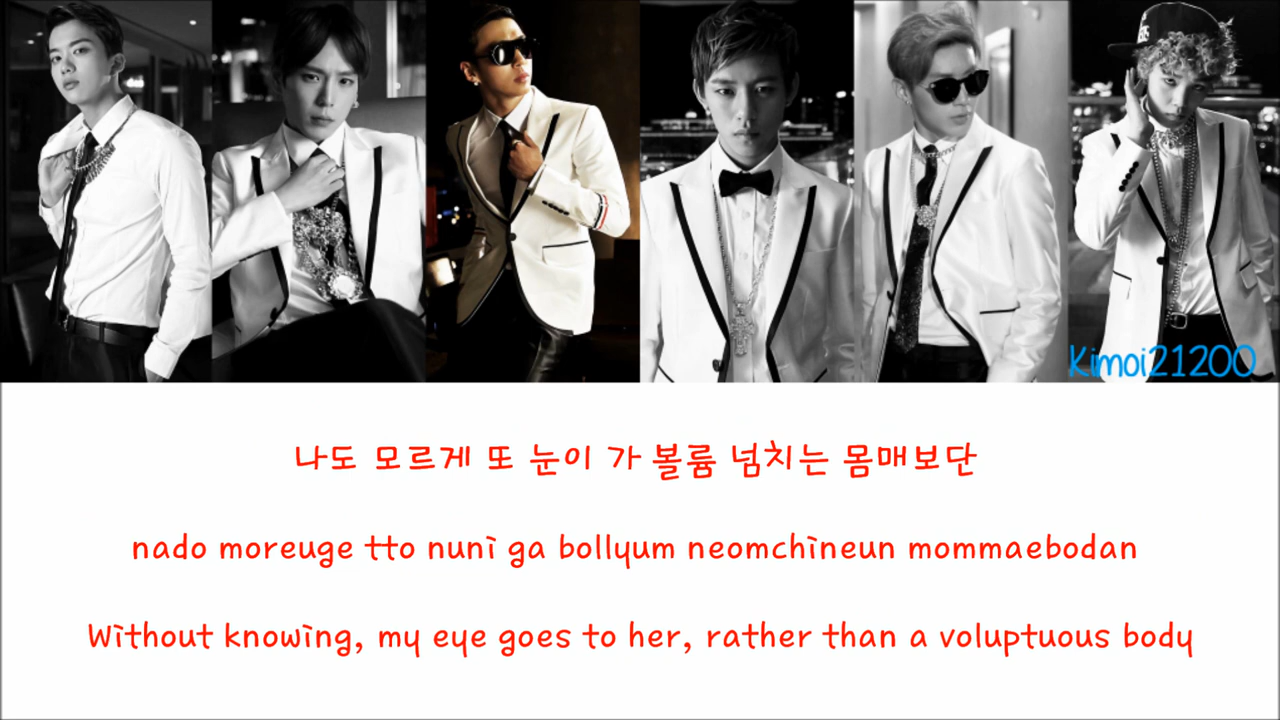 Kimoi21200
나도 모르게 또 눈이 가 볼륨 넘치는 몸매보단
nado moreuge tto nuni ga bollyum neomchineun mommaebodan
Without knowing, my eye goes to her, rather than a voluptuous body